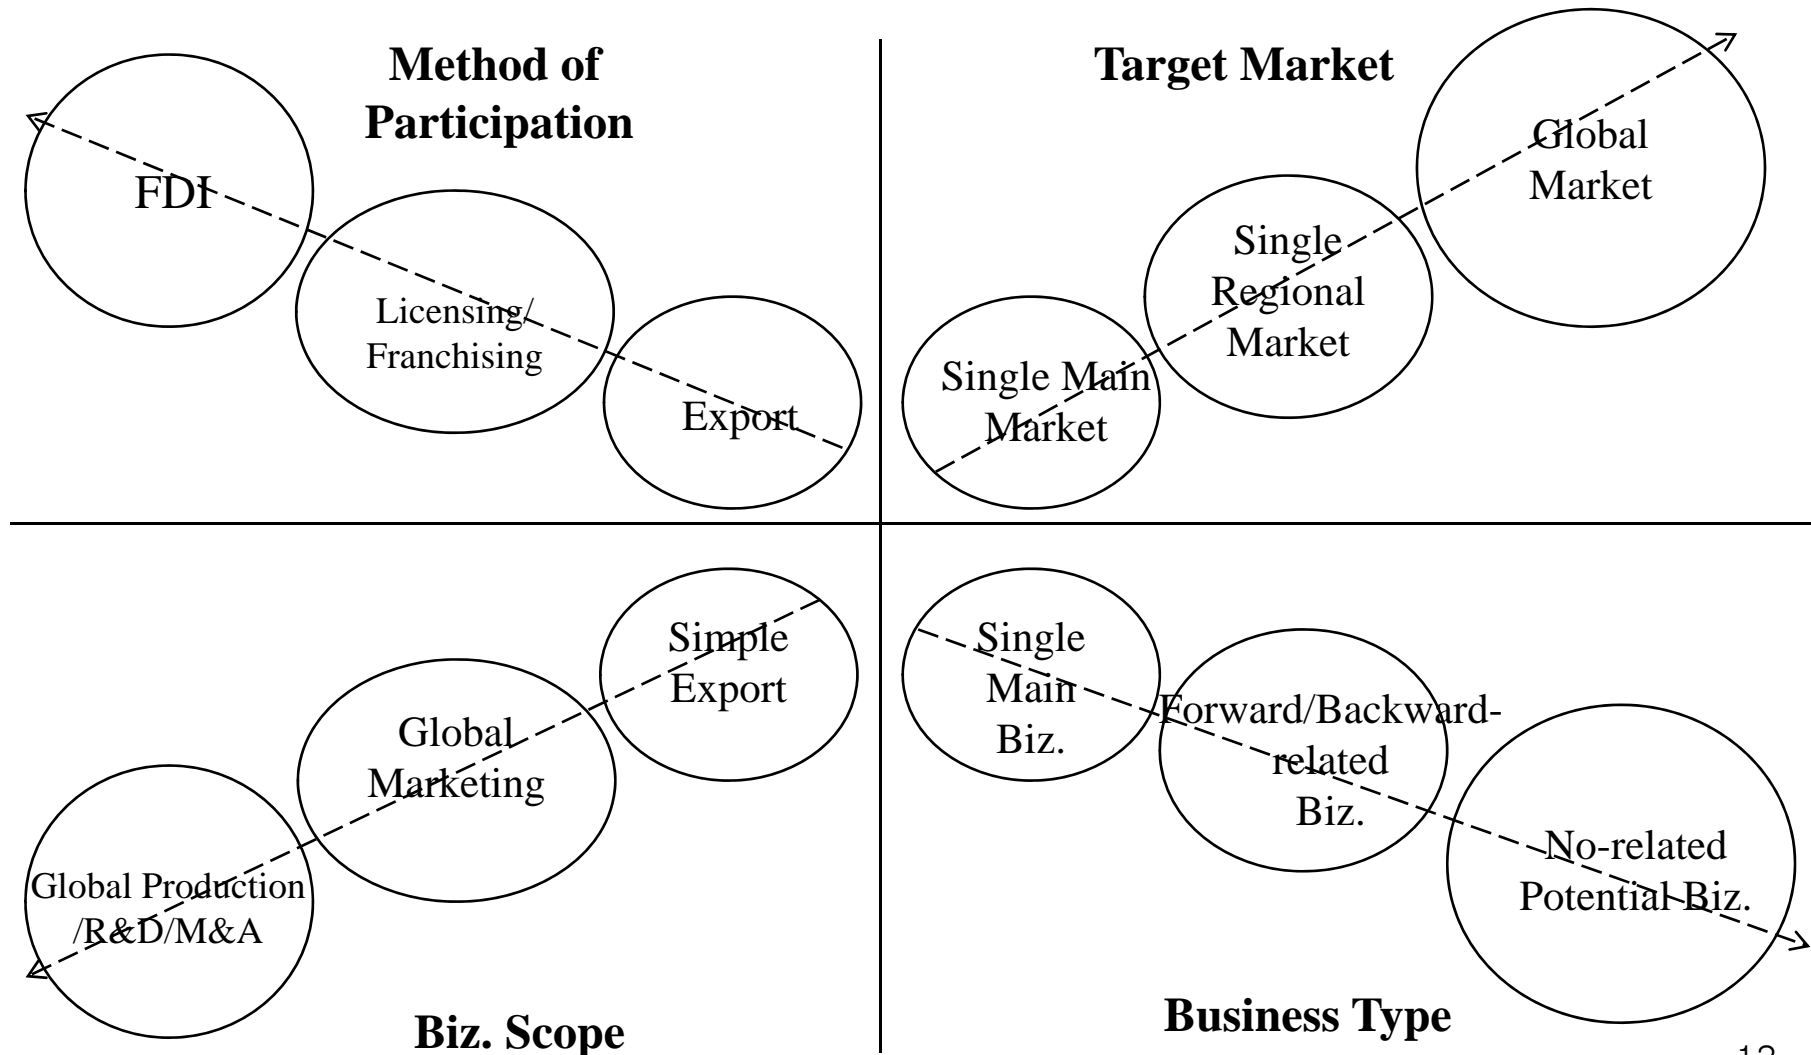 Method of
Participation
FDI
Licensing/
Franchising
Export
Target Market
Global
Market
Single
Regional
Market
Single Main
Market
Simple
Export
Global
Marketing
Global Production
/R&D/M&A
Biz. Scope
Single
Main
Biz.
Forward/Backward-
related
Biz.
No-related
Potential Biz.
Business Type